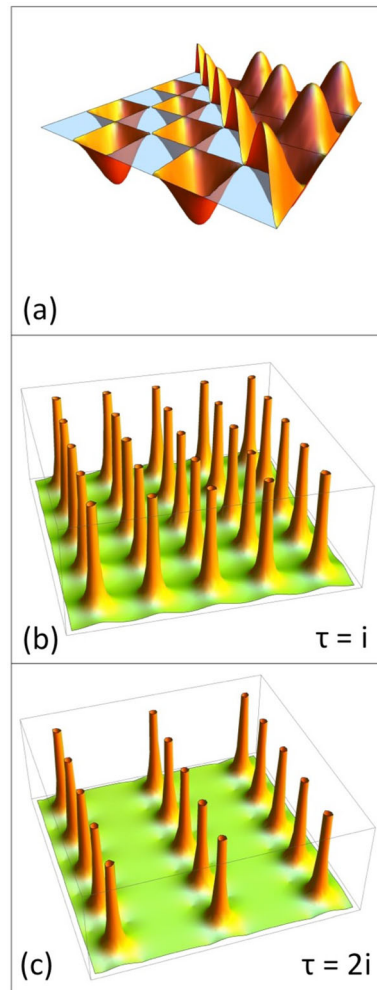 (a)
(b)
τ = i
(c)
τ = 2i